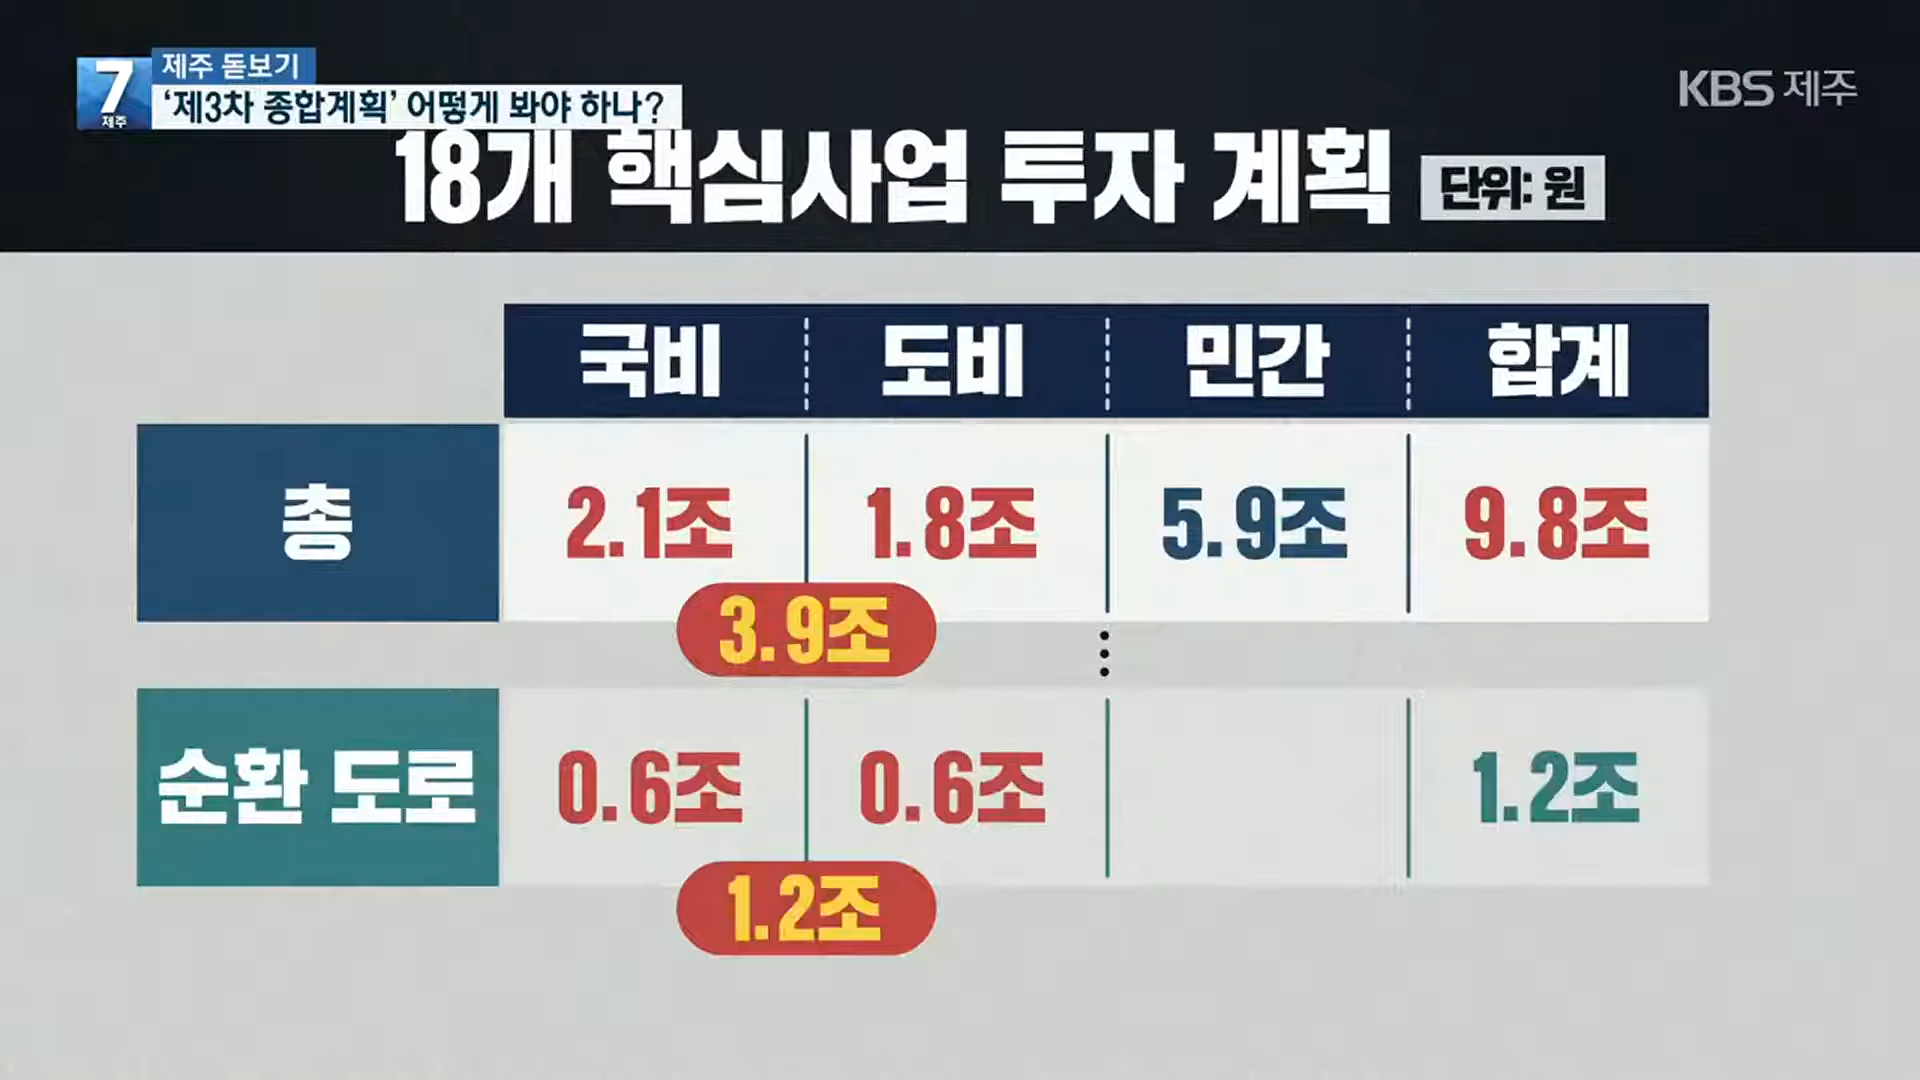 7
제주
제주 돋보기
‘제3차 종합계획’ 어떻게 봐야 하나?
KBS 제주
18개 핵심사업 투자 계획 단위: 원
국비 도비 민간 합계
총 2.1조 1.8조 5.9조 9.8조
3.9조
순환 도로 0.6조 0.6조 1.2조
1.2조